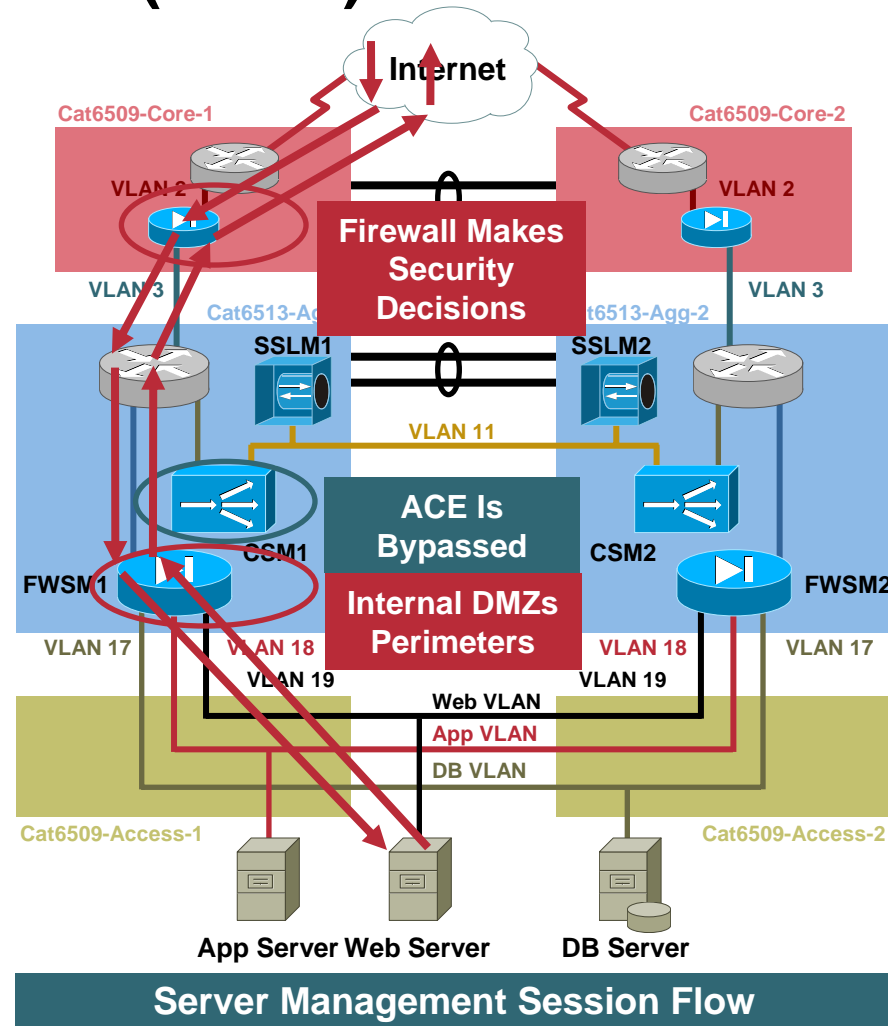 Internet
Cat6509-Core-1
Cat6509-Core-2
VLAN 2
VLAN 2
Firewall Makes
Security
Decisions
VLAN 3
VLAN 3
Cat6513-Ag
t6513-Agg-2
SSLM1
SSLM2
VLAN 11
ACE Is
Bypassed
CSM1
CSM2
FWSM1
FWSM2
Internal DMZs
Perimeters
VLAN 17
VLAN 18
VLAN 18
VLAN 17
VLAN 19
VLAN 19
Web VLAN
App VLAN
DB VLAN
Cat6509-Access-1
Cat6509-Access-2
App Server
Web Server
DB Server
Server Management Session Flow